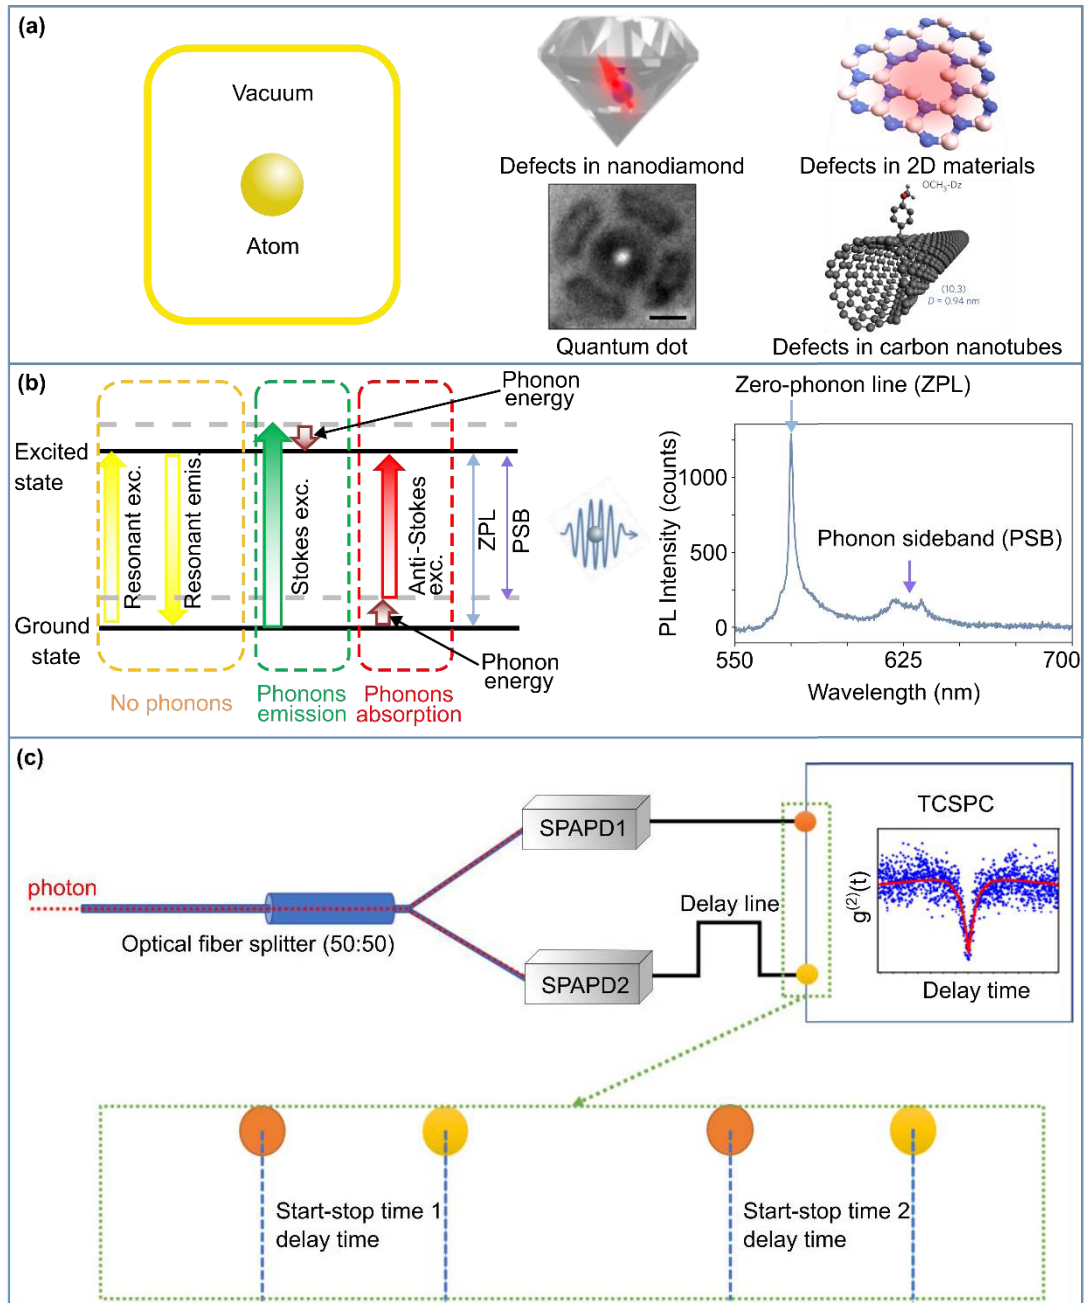 (a)
Vacuum
Atom
Defects in nanodiamond
Defects in 2D materials
OCH₃-Dz
(10,3)
D = 0.94 nm
Quantum dot
Defects in carbon nanotubes
(b)
Phonon
energy
Excited
state
Resonant exc.
Resonant emis.
Stokes exc.
Anti-Stokes
exc.
ZPL
PSB
Ground
state
Phonon
energy
No phonons
Phonons
emission
Phonons
absorption
Zero-phonon line (ZPL)
PL Intensity (counts)
1000
500
0
Phonon sideband (PSB)
550
625
700
Wavelength (nm)
(c)
photon
Optical fiber splitter (50:50)
SPAPD1
SPAPD2
Delay line
TCSPC
g⁽²⁾(t)
Delay time
Start-stop time 1
delay time
Start-stop time 2
delay time